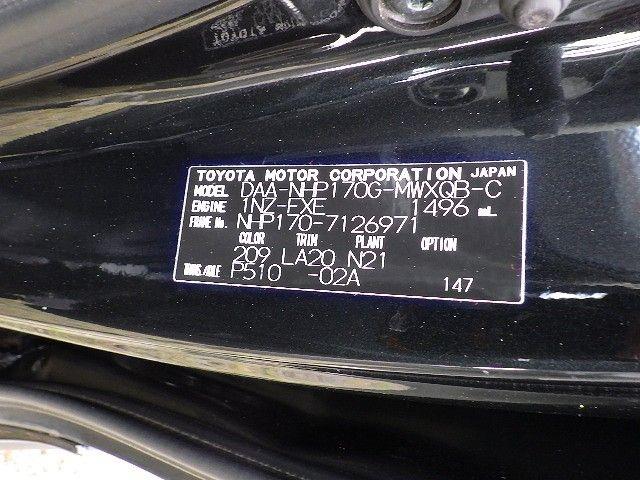 TOYOTA MOTOR CORPORATION JAPAN
MODEL DAA-NHP170G-MWXQB-C
ENGINE 1NZ-FXE 1496 mL
FRAME No. NHP170-7126971
COLOR TRIM PLANT OPTION
209 LA20 N21
TRANS./AXLE P510 -02A
147